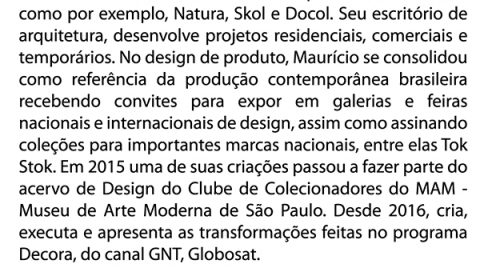 como por exemplo, Natura, Skol e Docol. Seu escritório de
arquitetura, desenvolve projetos residenciais, comerciais e
temporários. No design de produto, Maurício se consolidou
como referência da produção contemporânea brasileira
recebendo convites para expor em galerias e feiras
nacionais e internacionais de design, assim como assinando
coleções para importantes marcas nacionais, entre elas Tok
Stok. Em 2015 uma de suas criações passou a fazer parte do
acervo de Design do Clube de Colecionadores do MAM -
Museu de Arte Moderna de São Paulo. Desde 2016, cria,
executa e apresenta as transformações feitas no programa
Decora, do canal GNT, Globosat.